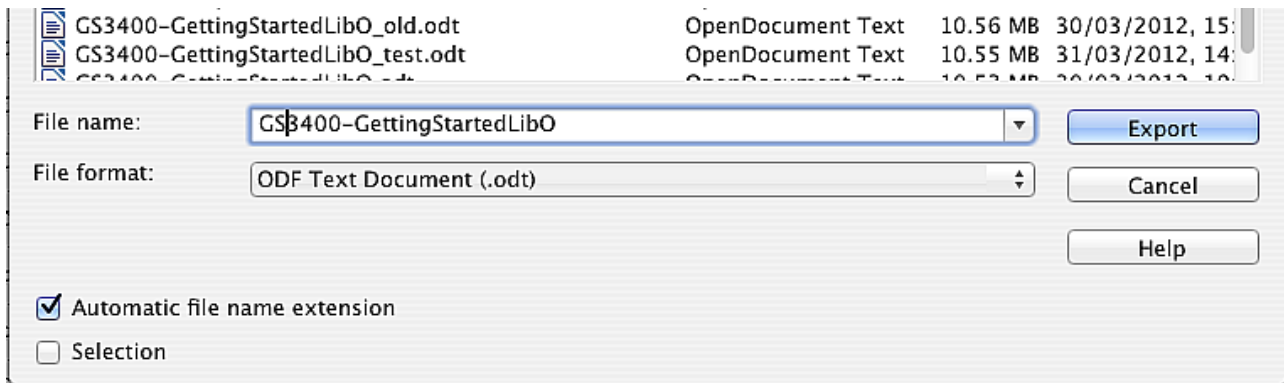 GS3400-GettingStartedLibO_old.odt OpenDocument Text 10.56 MB 30/03/2012, 15:
GS3400-GettingStartedLibO_test.odt OpenDocument Text 10.55 MB 31/03/2012, 14:
File name: GS3400-GettingStartedLibO Export
File format: ODF Text Document (.odt) Cancel
Help
Automatic file name extension
Selection